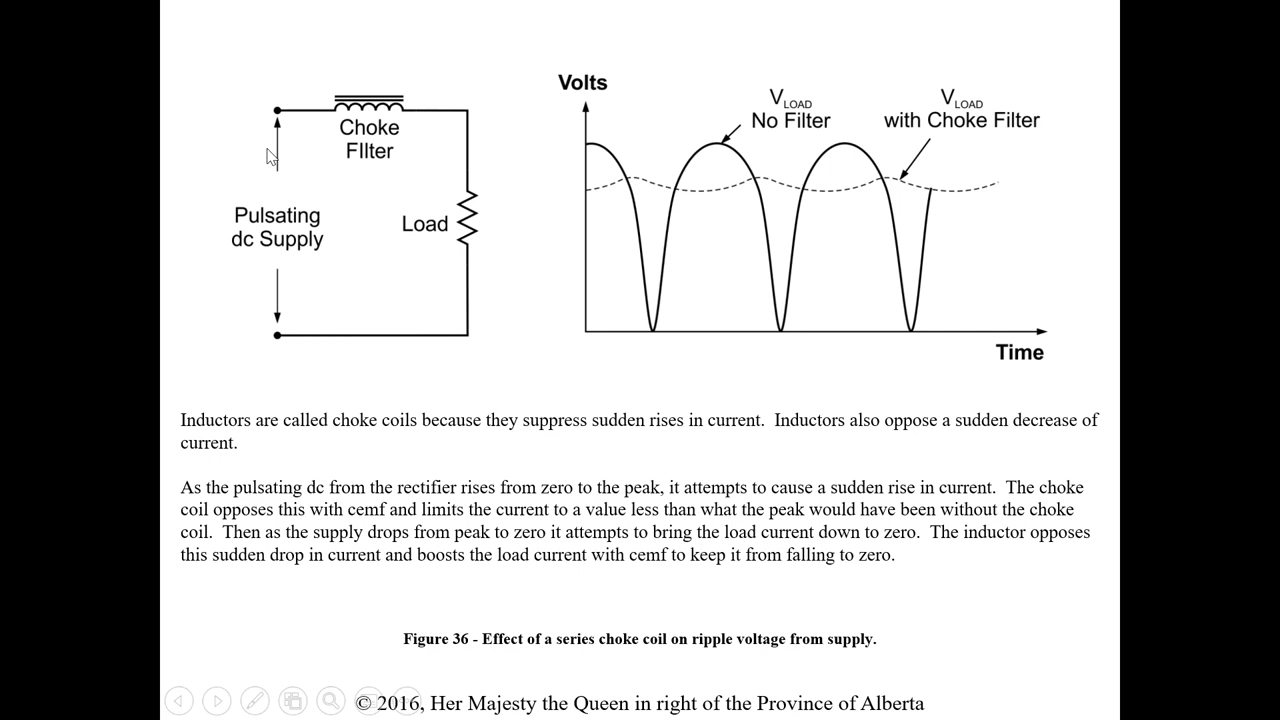 Volts
V LOAD
No Filter
V LOAD
with Choke Filter
Choke
FIlter
Pulsating
dc Supply
Load
Time
Inductors are called choke coils because they suppress sudden rises in current.  Inductors also oppose a sudden decrease of
current.
As the pulsating dc from the rectifier rises from zero to the peak, it attempts to cause a sudden rise in current.  The choke
coil opposes this with cemf and limits the current to a value less than what the peak would have been without the choke
coil.  Then as the supply drops from peak to zero it attempts to bring the load current down to zero.  The inductor opposes
this sudden drop in current and boosts the load current with cemf to keep it from falling to zero.
Figure 36 - Effect of a series choke coil on ripple voltage from supply.
© 2016, Her Majesty the Queen in right of the Province of Alberta